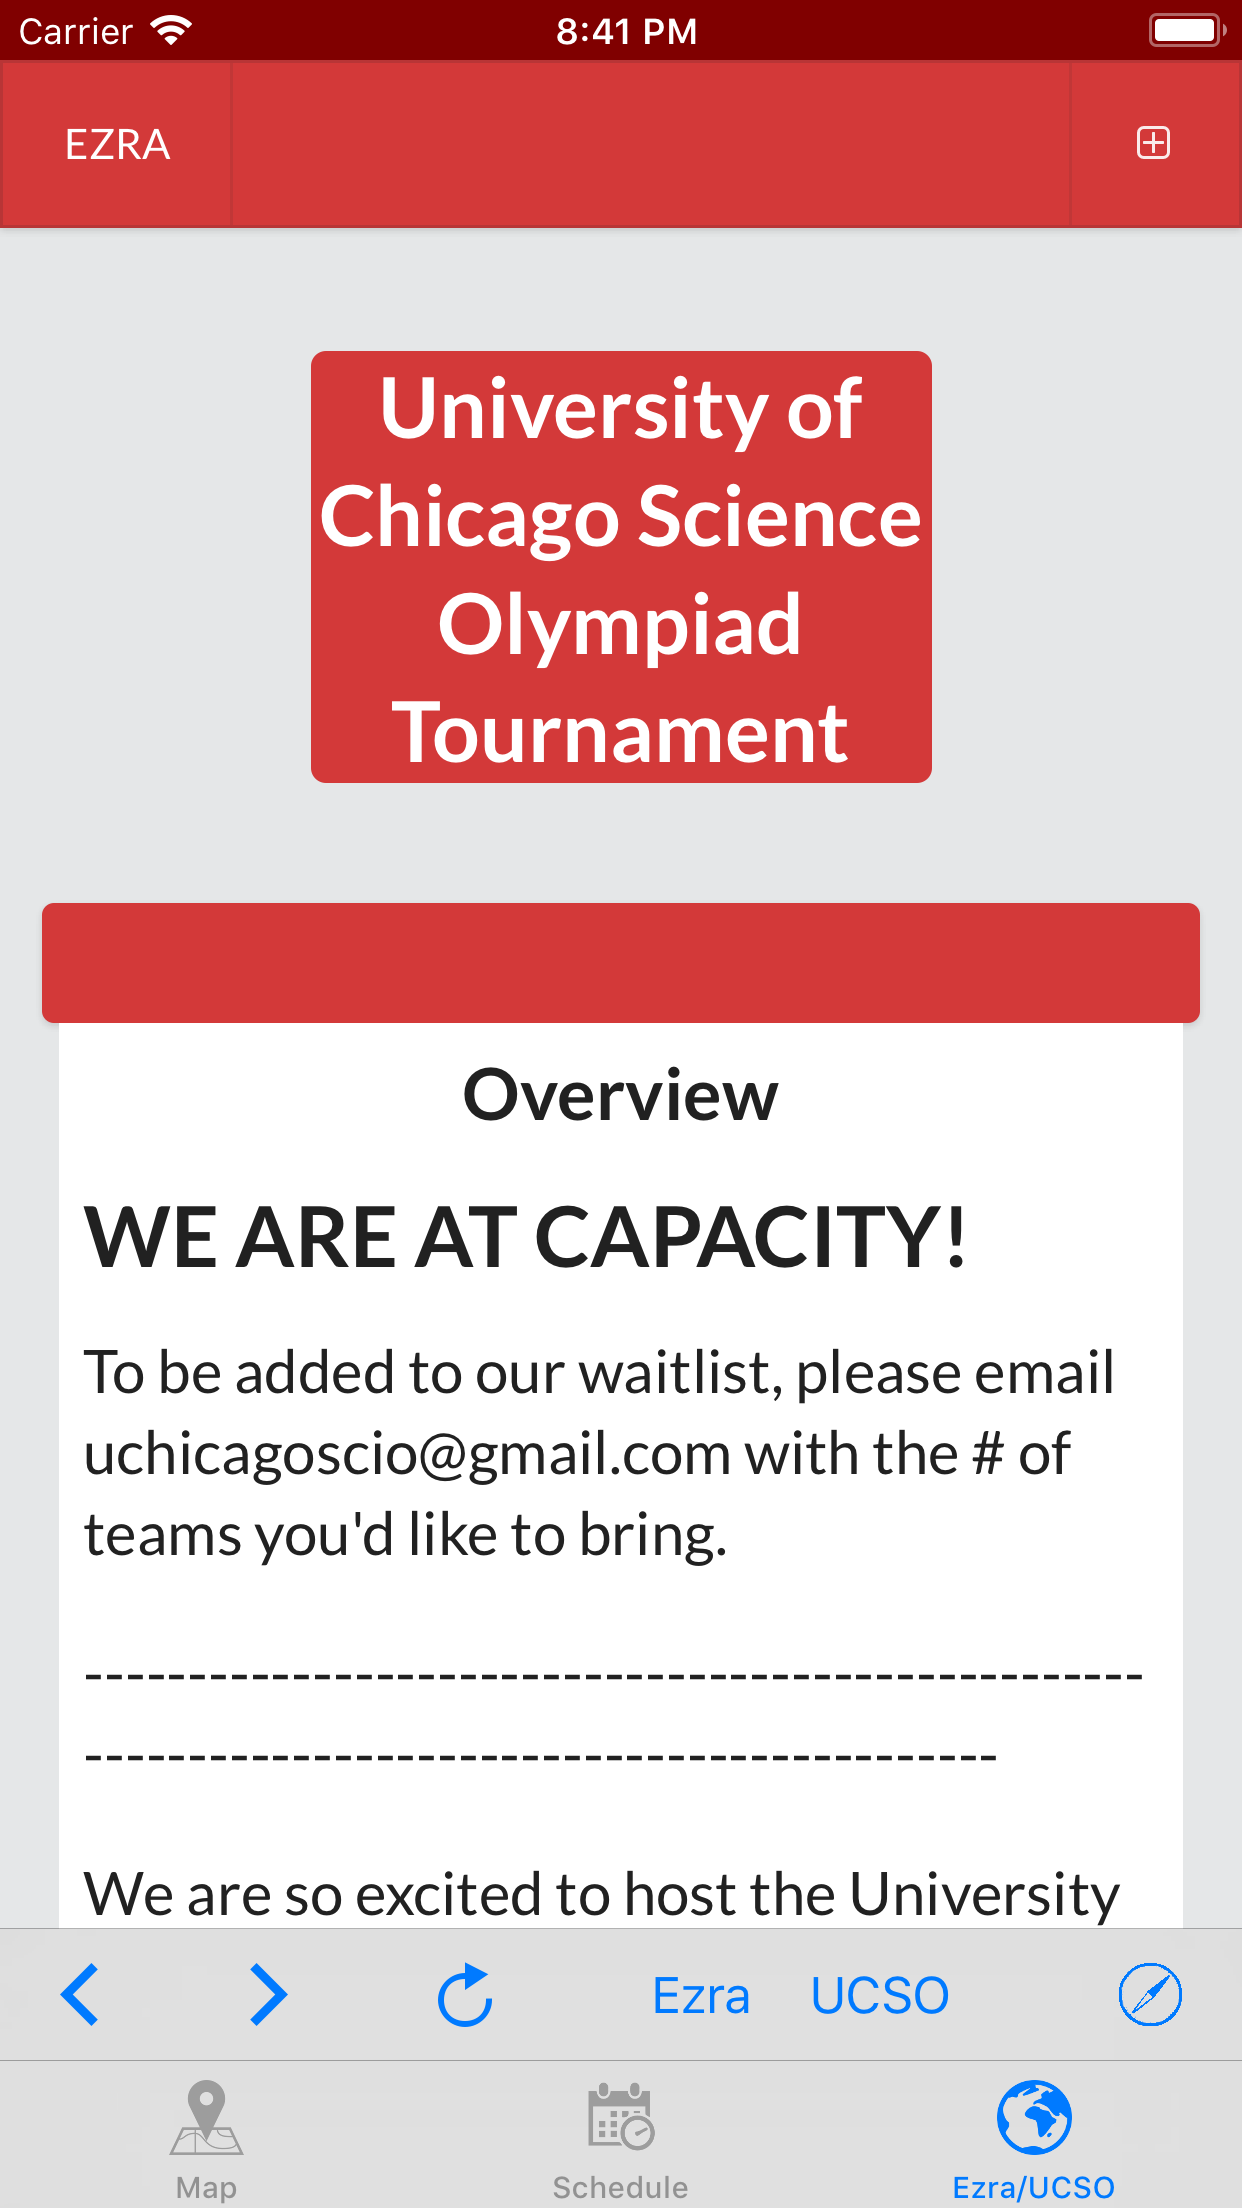 Carrier 8:41 PM
EZRA
University of
Chicago Science
Olympiad
Tournament
Overview
WE ARE AT CAPACITY!
To be added to our waitlist, please email
uchicagoscio@gmail.com with the # of
teams you'd like to bring.
---------------------------------------------------
--------------------------------------------
We are so excited to host the University
Ezra UCSO
Map Schedule Ezra/UCSO